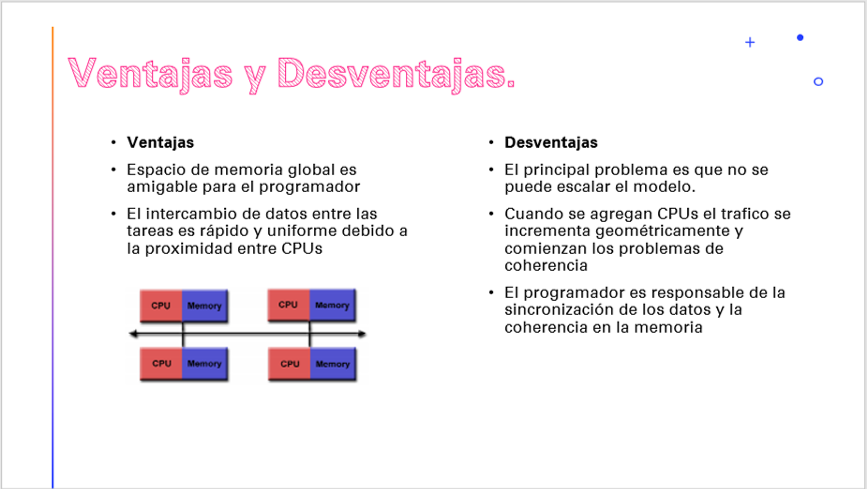 Ventajas y Desventajas.
• Ventajas
• Espacio de memoria global es
amigable para el programador
• El intercambio de datos entre las
tareas es rápido y uniforme debido a
la proximidad entre CPUs
CPU Memory CPU Memory
CPU Memory CPU Memory
• Desventajas
• El principal problema es que no se
puede escalar el modelo.
• Cuando se agregan CPUs el trafico se
incrementa geométricamente y
comienzan los problemas de
coherencia
• El programador es responsable de la
sincronización de los datos y la
coherencia en la memoria